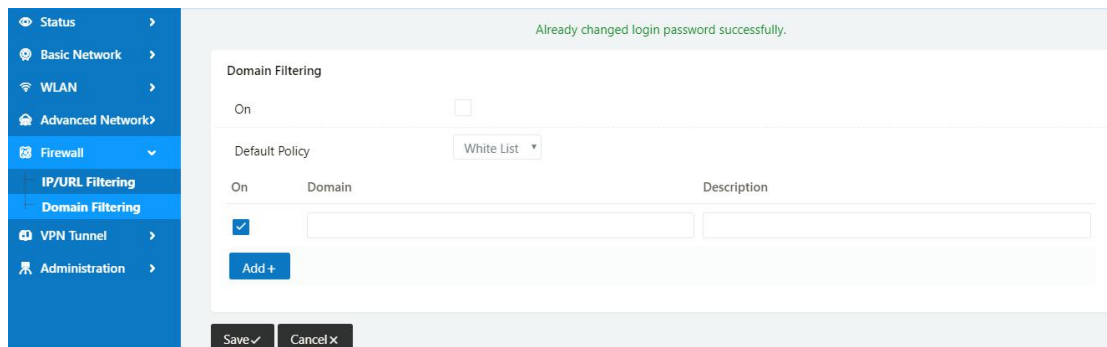 Status
Basic Network
WLAN
Advanced Network
Firewall
IP/URL Filtering
Domain Filtering
VPN Tunnel
Administration
Already changed login password successfully.
Domain Filtering
On
Default Policy White List
On Domain Description
Add +
Save Cancel